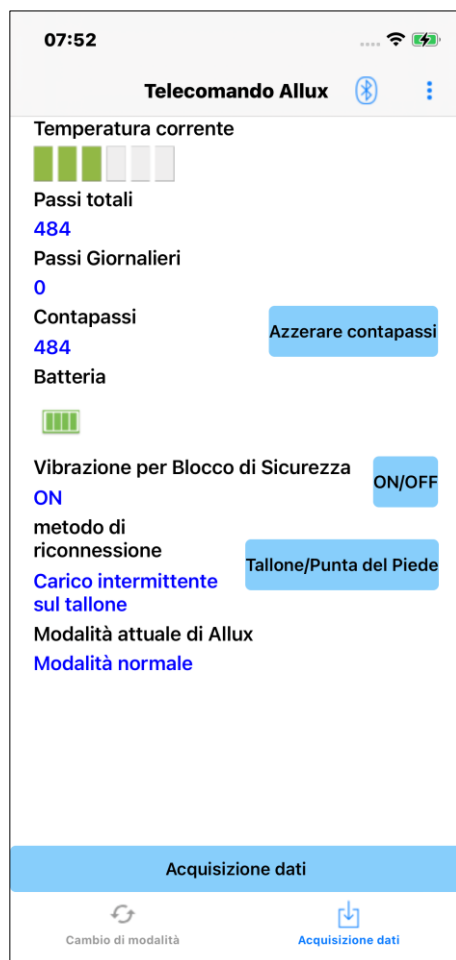 07:52
Telecomando Allux
Temperatura corrente
Passi totali
484
Passi Giornalieri
0
Contapassi
484
Azzerare contapassi
Batteria
Vibrazione per Blocco di Sicurezza
ON
ON/OFF
metodo di
riconnessione
Carico intermittente
sul tallone
Tallone/Punta del Piede
Modalità attuale di Allux
Modalità normale
Acquisizione dati
Cambio di modalità
Acquisizione dati